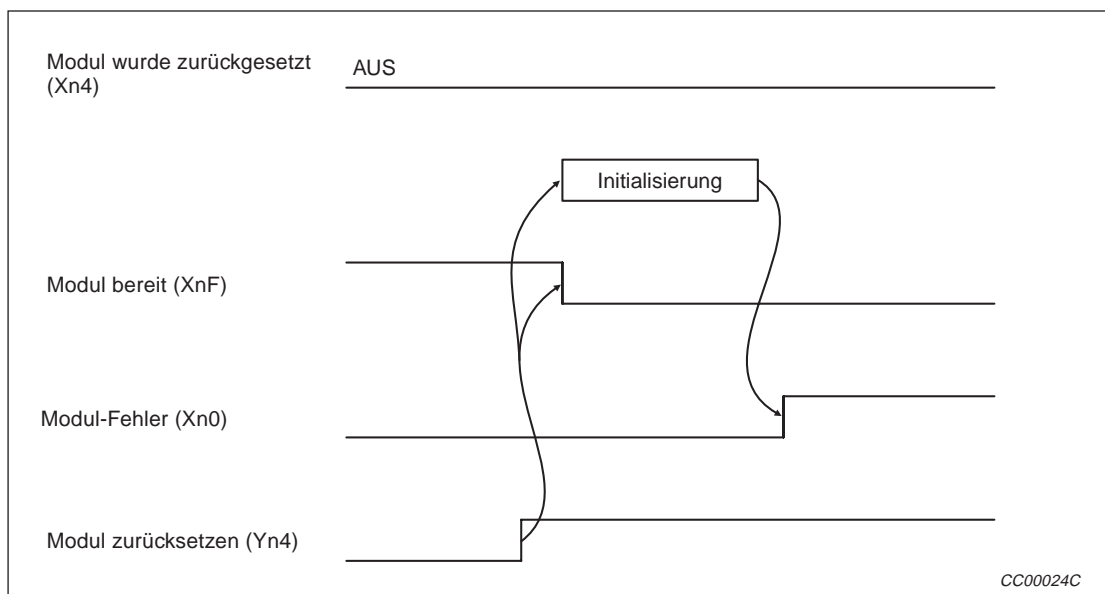 Modul wurde zurückgesetzt
(Xn4)
AUS
Initialisierung
Modul bereit (XnF)
Modul-Fehler (Xn0)
Modul zurücksetzen (Yn4)
CC00024C